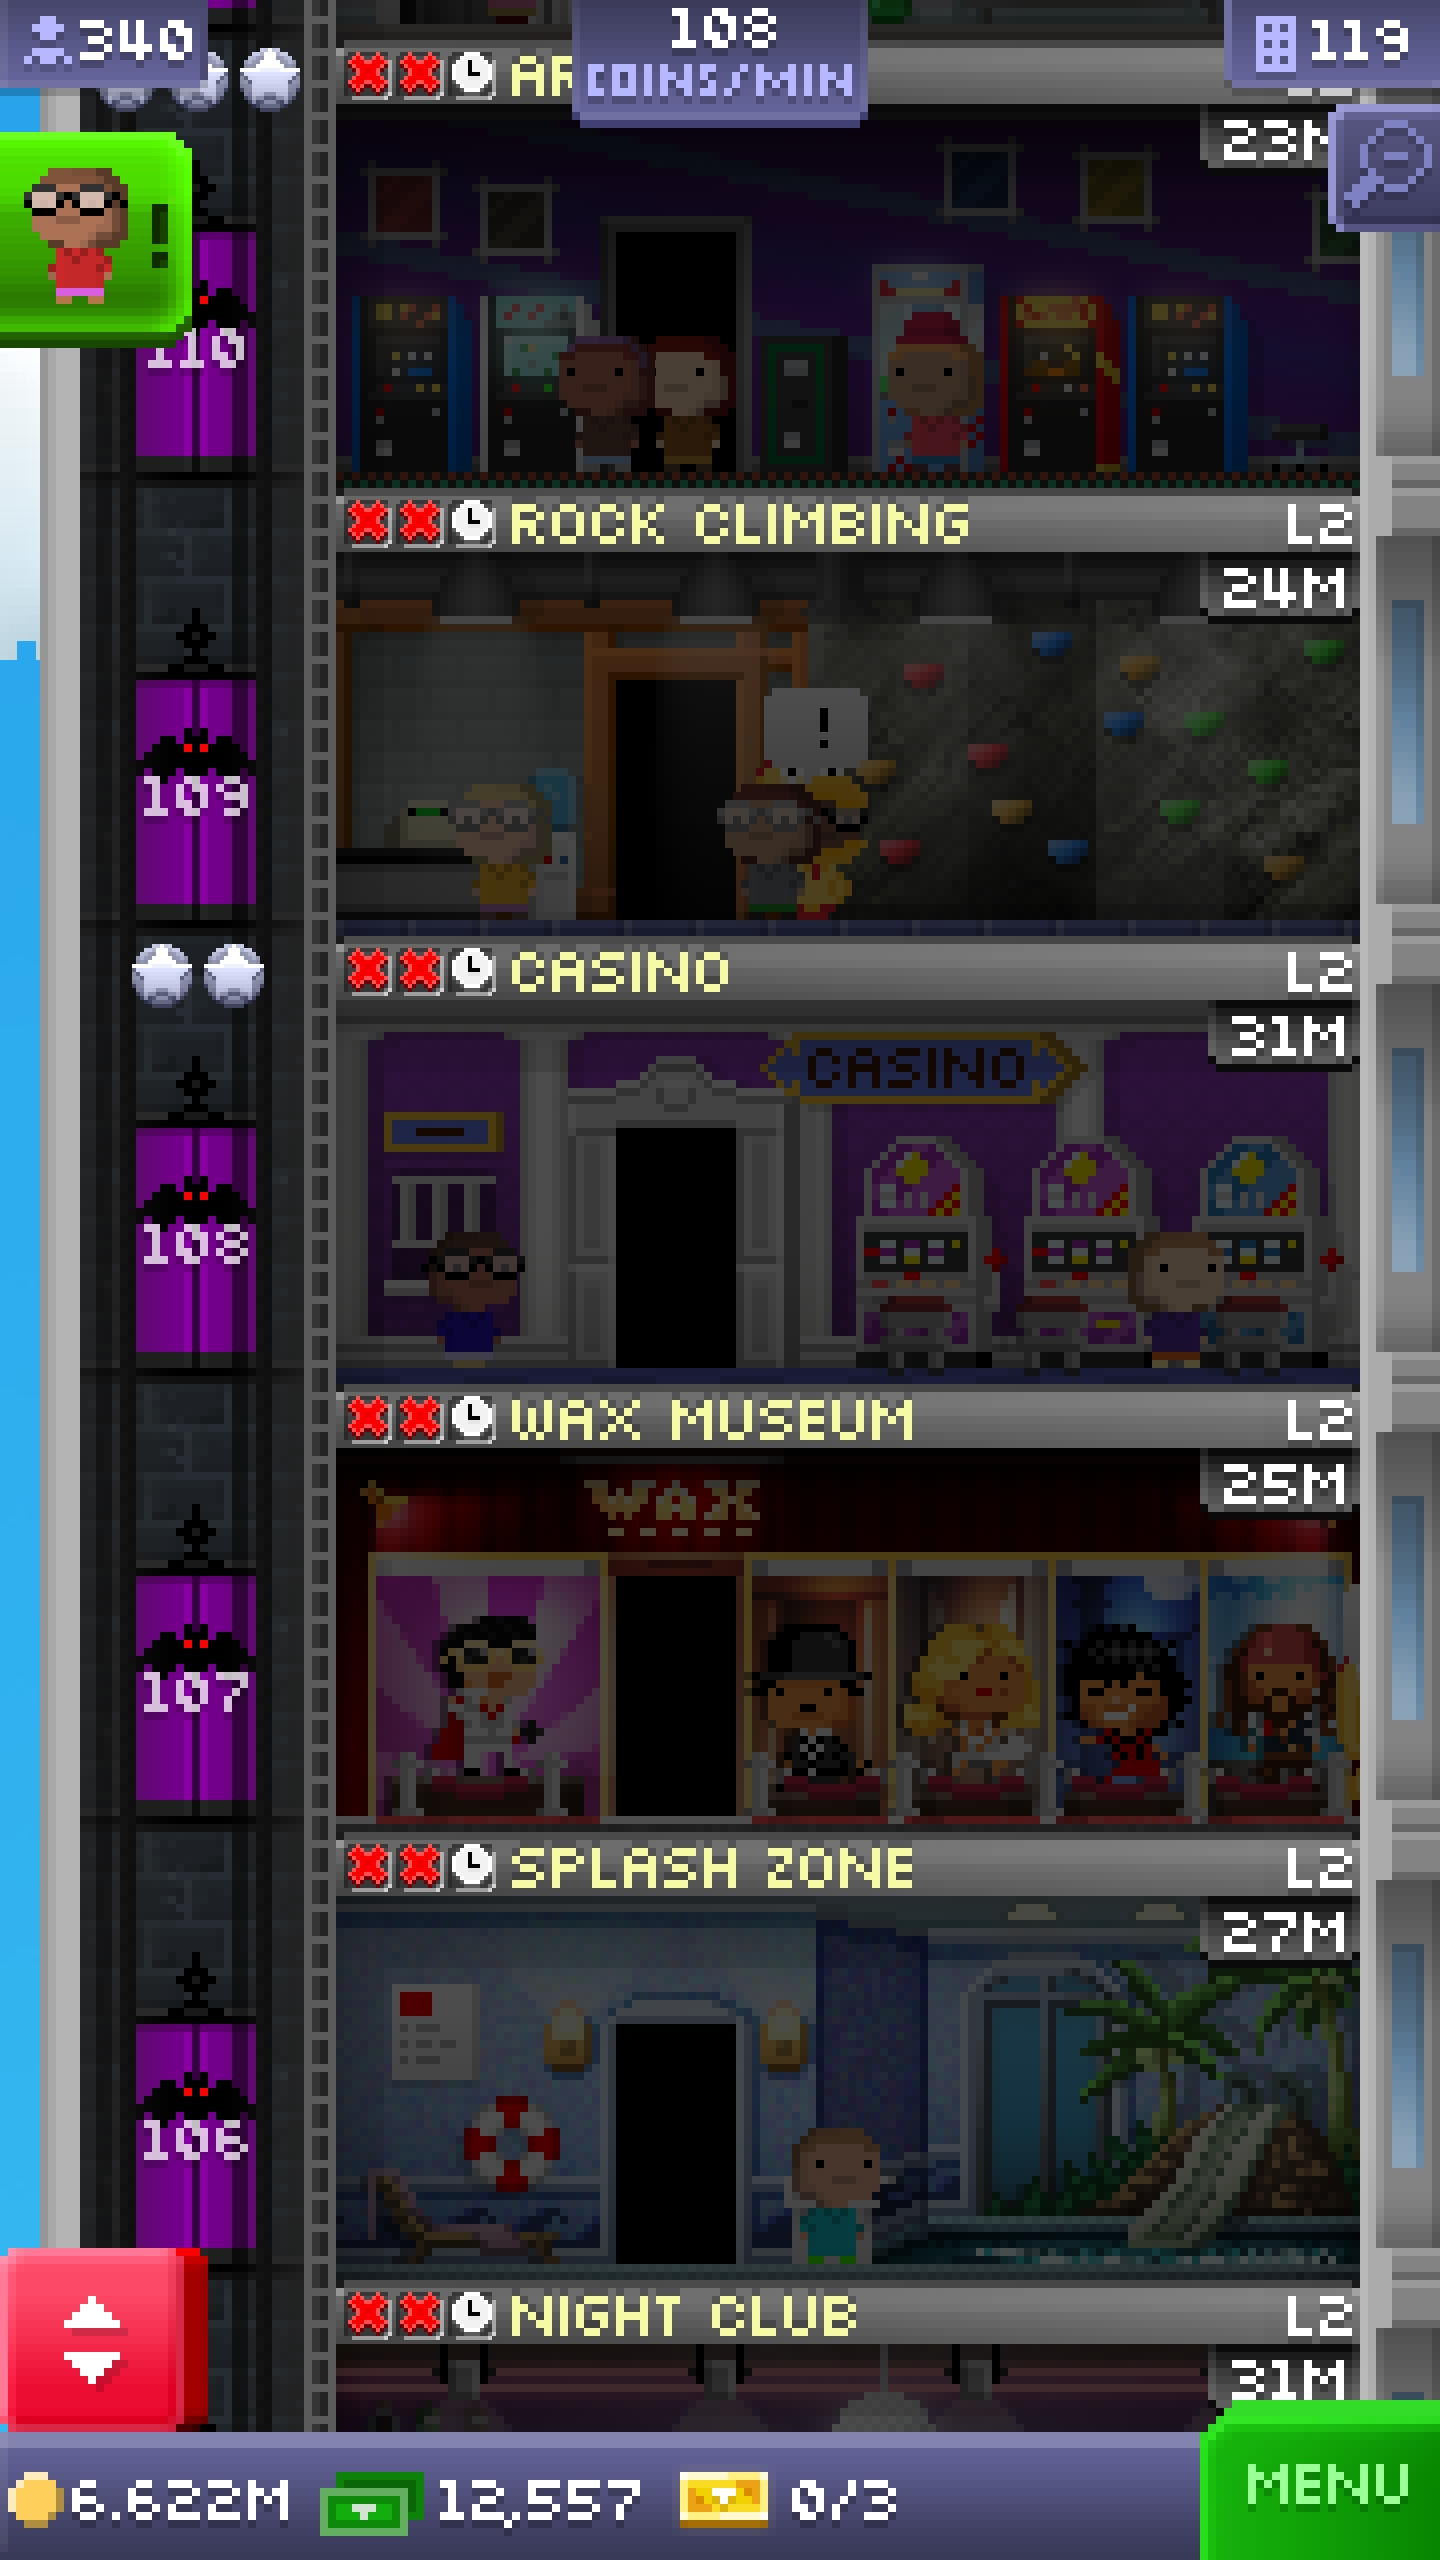 340
108
COINS/MIN
119
AR
23M
!
110
ROCK CLIMBING L2
24M
!
109
CASINO L2
31M
CASINO
108
WAX MUSEUM L2
25M
WAX
107
SPLASH ZONE L2
27M
106
NIGHT CLUB L2
31M
6.622M 12,557 0/3
MENU